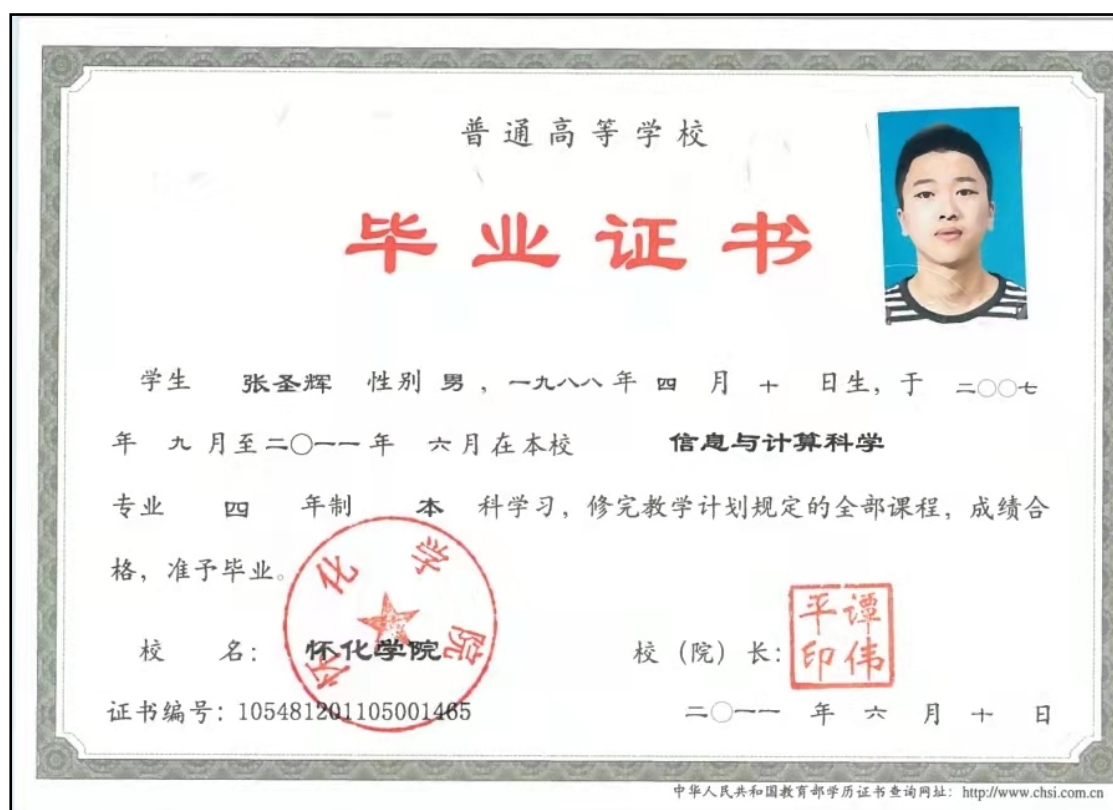 普通高等学校
毕业证书
学生 张圣辉 性别 男，一九八八年 四 月 十 日生，于 二〇〇七
年 九 月至二〇一一年 六月在本校 信息与计算科学
专业 四 年制 本 科学习，修完教学计划规定的全部课程，成绩合
格，准予毕业。
怀化学院
校 名： 怀化学院
校（院）长：
谭伟平印
证书编号：105481201105001465
二〇一一 年 六 月 十 日
中华人民共和国教育部学历证书查询网址：http://www.chsi.com.cn